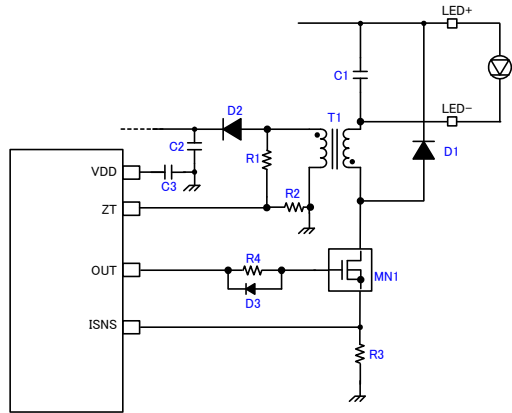 LED+
C1
LED-
D2
T1
C2
R1
D1
VDD
C3
R2
ZT
R4
OUT
MN1
D3
ISNS
R3